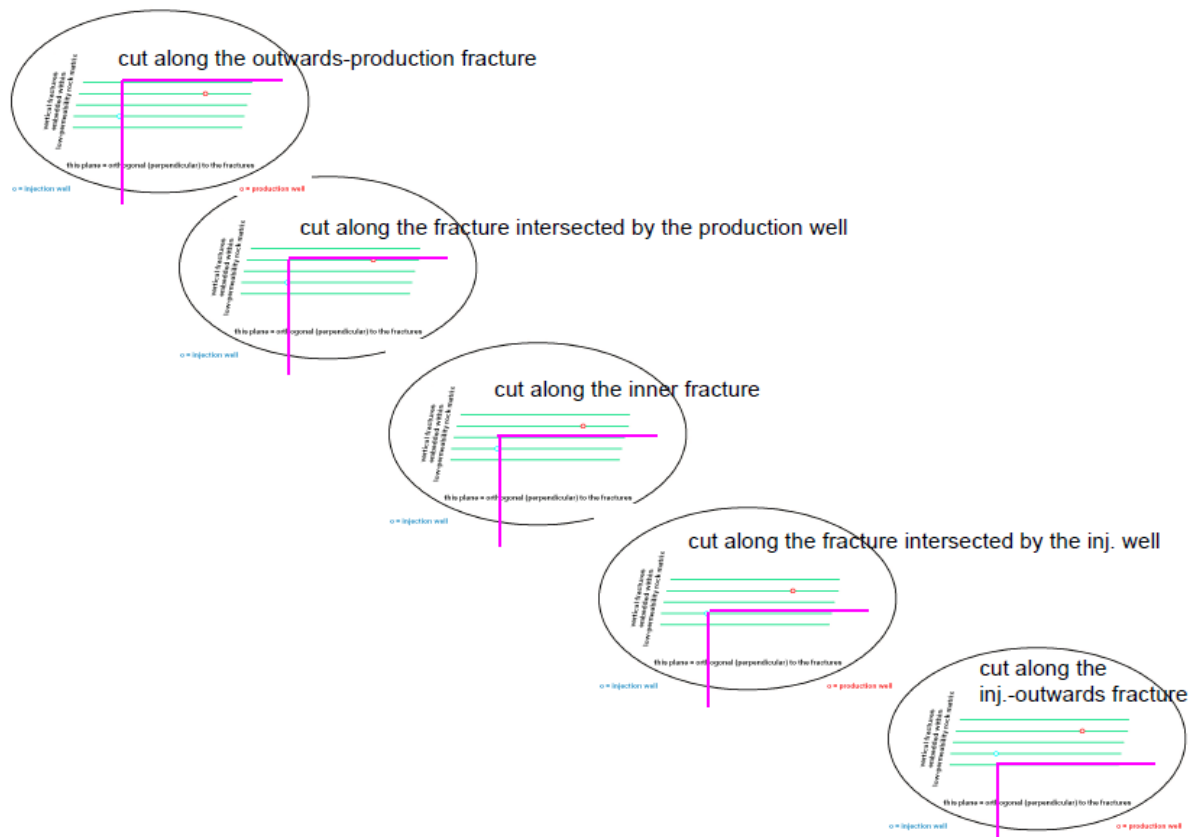 cut along the outwards-production fracture
vertical fractures
embedded within
low-permeability rock matrix
this plane = orthogonal (perpendicular) to the fractures
o = injection well
o = production well
cut along the fracture intersected by the production well
vertical fractures
embedded within
low-permeability rock matrix
this plane = orthogonal (perpendicular) to the fractures
o = injection well
cut along the inner fracture
vertical fractures
embedded within
low-permeability rock matrix
this plane = orthogonal (perpendicular) to the fractures
o = injection well
cut along the fracture intersected by the inj. well
vertical fractures
embedded within
low-permeability rock matrix
this plane = orthogonal (perpendicular) to the fractures
o = injection well
o = production well
cut along the
inj.-outwards fracture
vertical fractures
embedded within
low-permeability rock matrix
this plane = orthogonal (perpendicular) to the fractures
o = injection well
o = production well